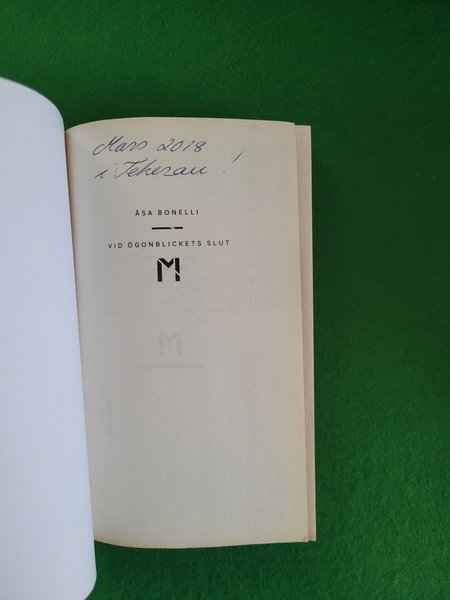 Mars 2018
i Teheran !
ÅSA BONELLI
VID ÖGONBLICKETS SLUT
M